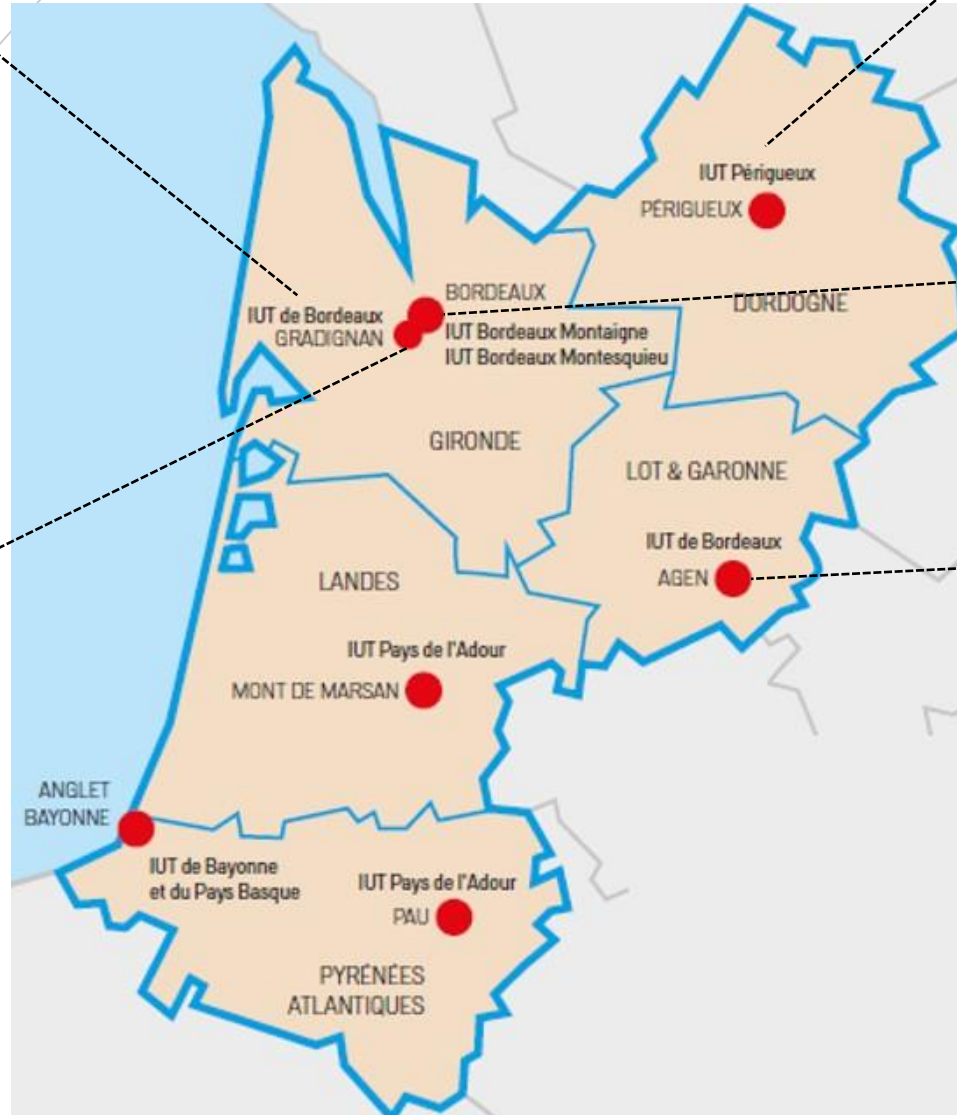 IUT Périgueux
PÉRIGUEUX
DORDOGNE
BORDEAUX
IUT de Bordeaux
GRADIGNAN
IUT Bordeaux Montaigne
IUT Bordeaux Montesquieu
GIRONDE
LOT & GARONNE
IUT de Bordeaux
AGEN
LANDES
IUT Pays de l'Adour
MONT DE MARSAN
ANGLET
BAYONNE
IUT de Bayonne
et du Pays Basque
IUT Pays de l'Adour
PAU
PYRÉNÉES
ATLANTIQUES